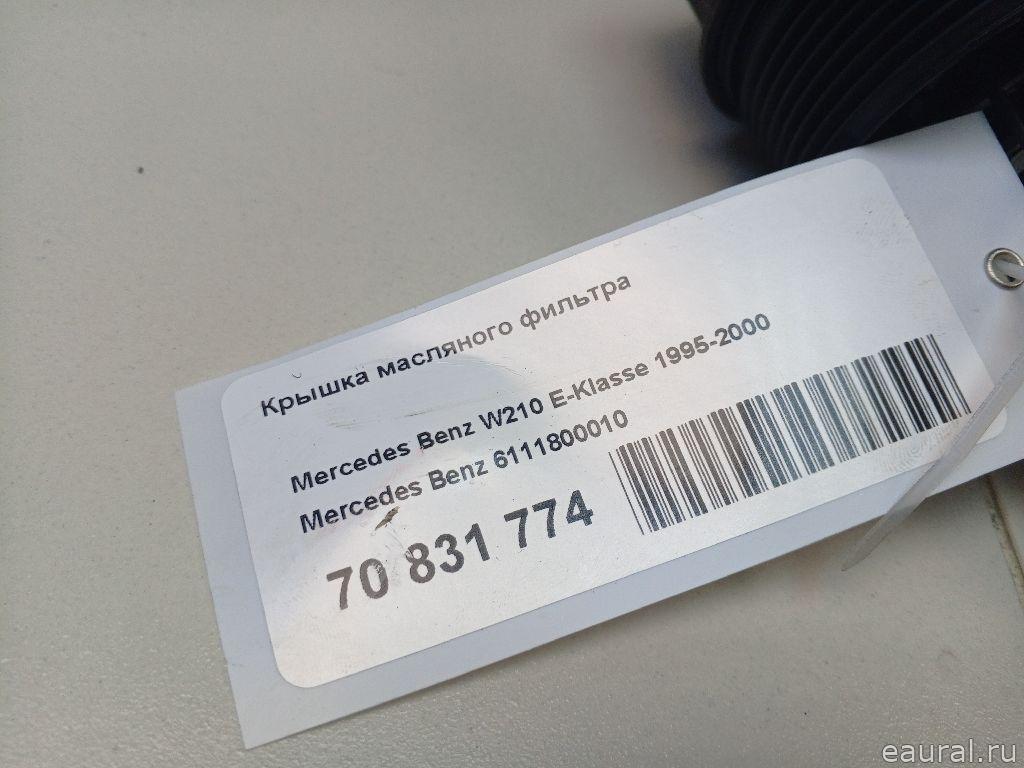 Крышка масляного фильтра
Mercedes Benz W210 E-Klasse 1995-2000
Mercedes Benz 6111800010
70 831 774
eaural.ru